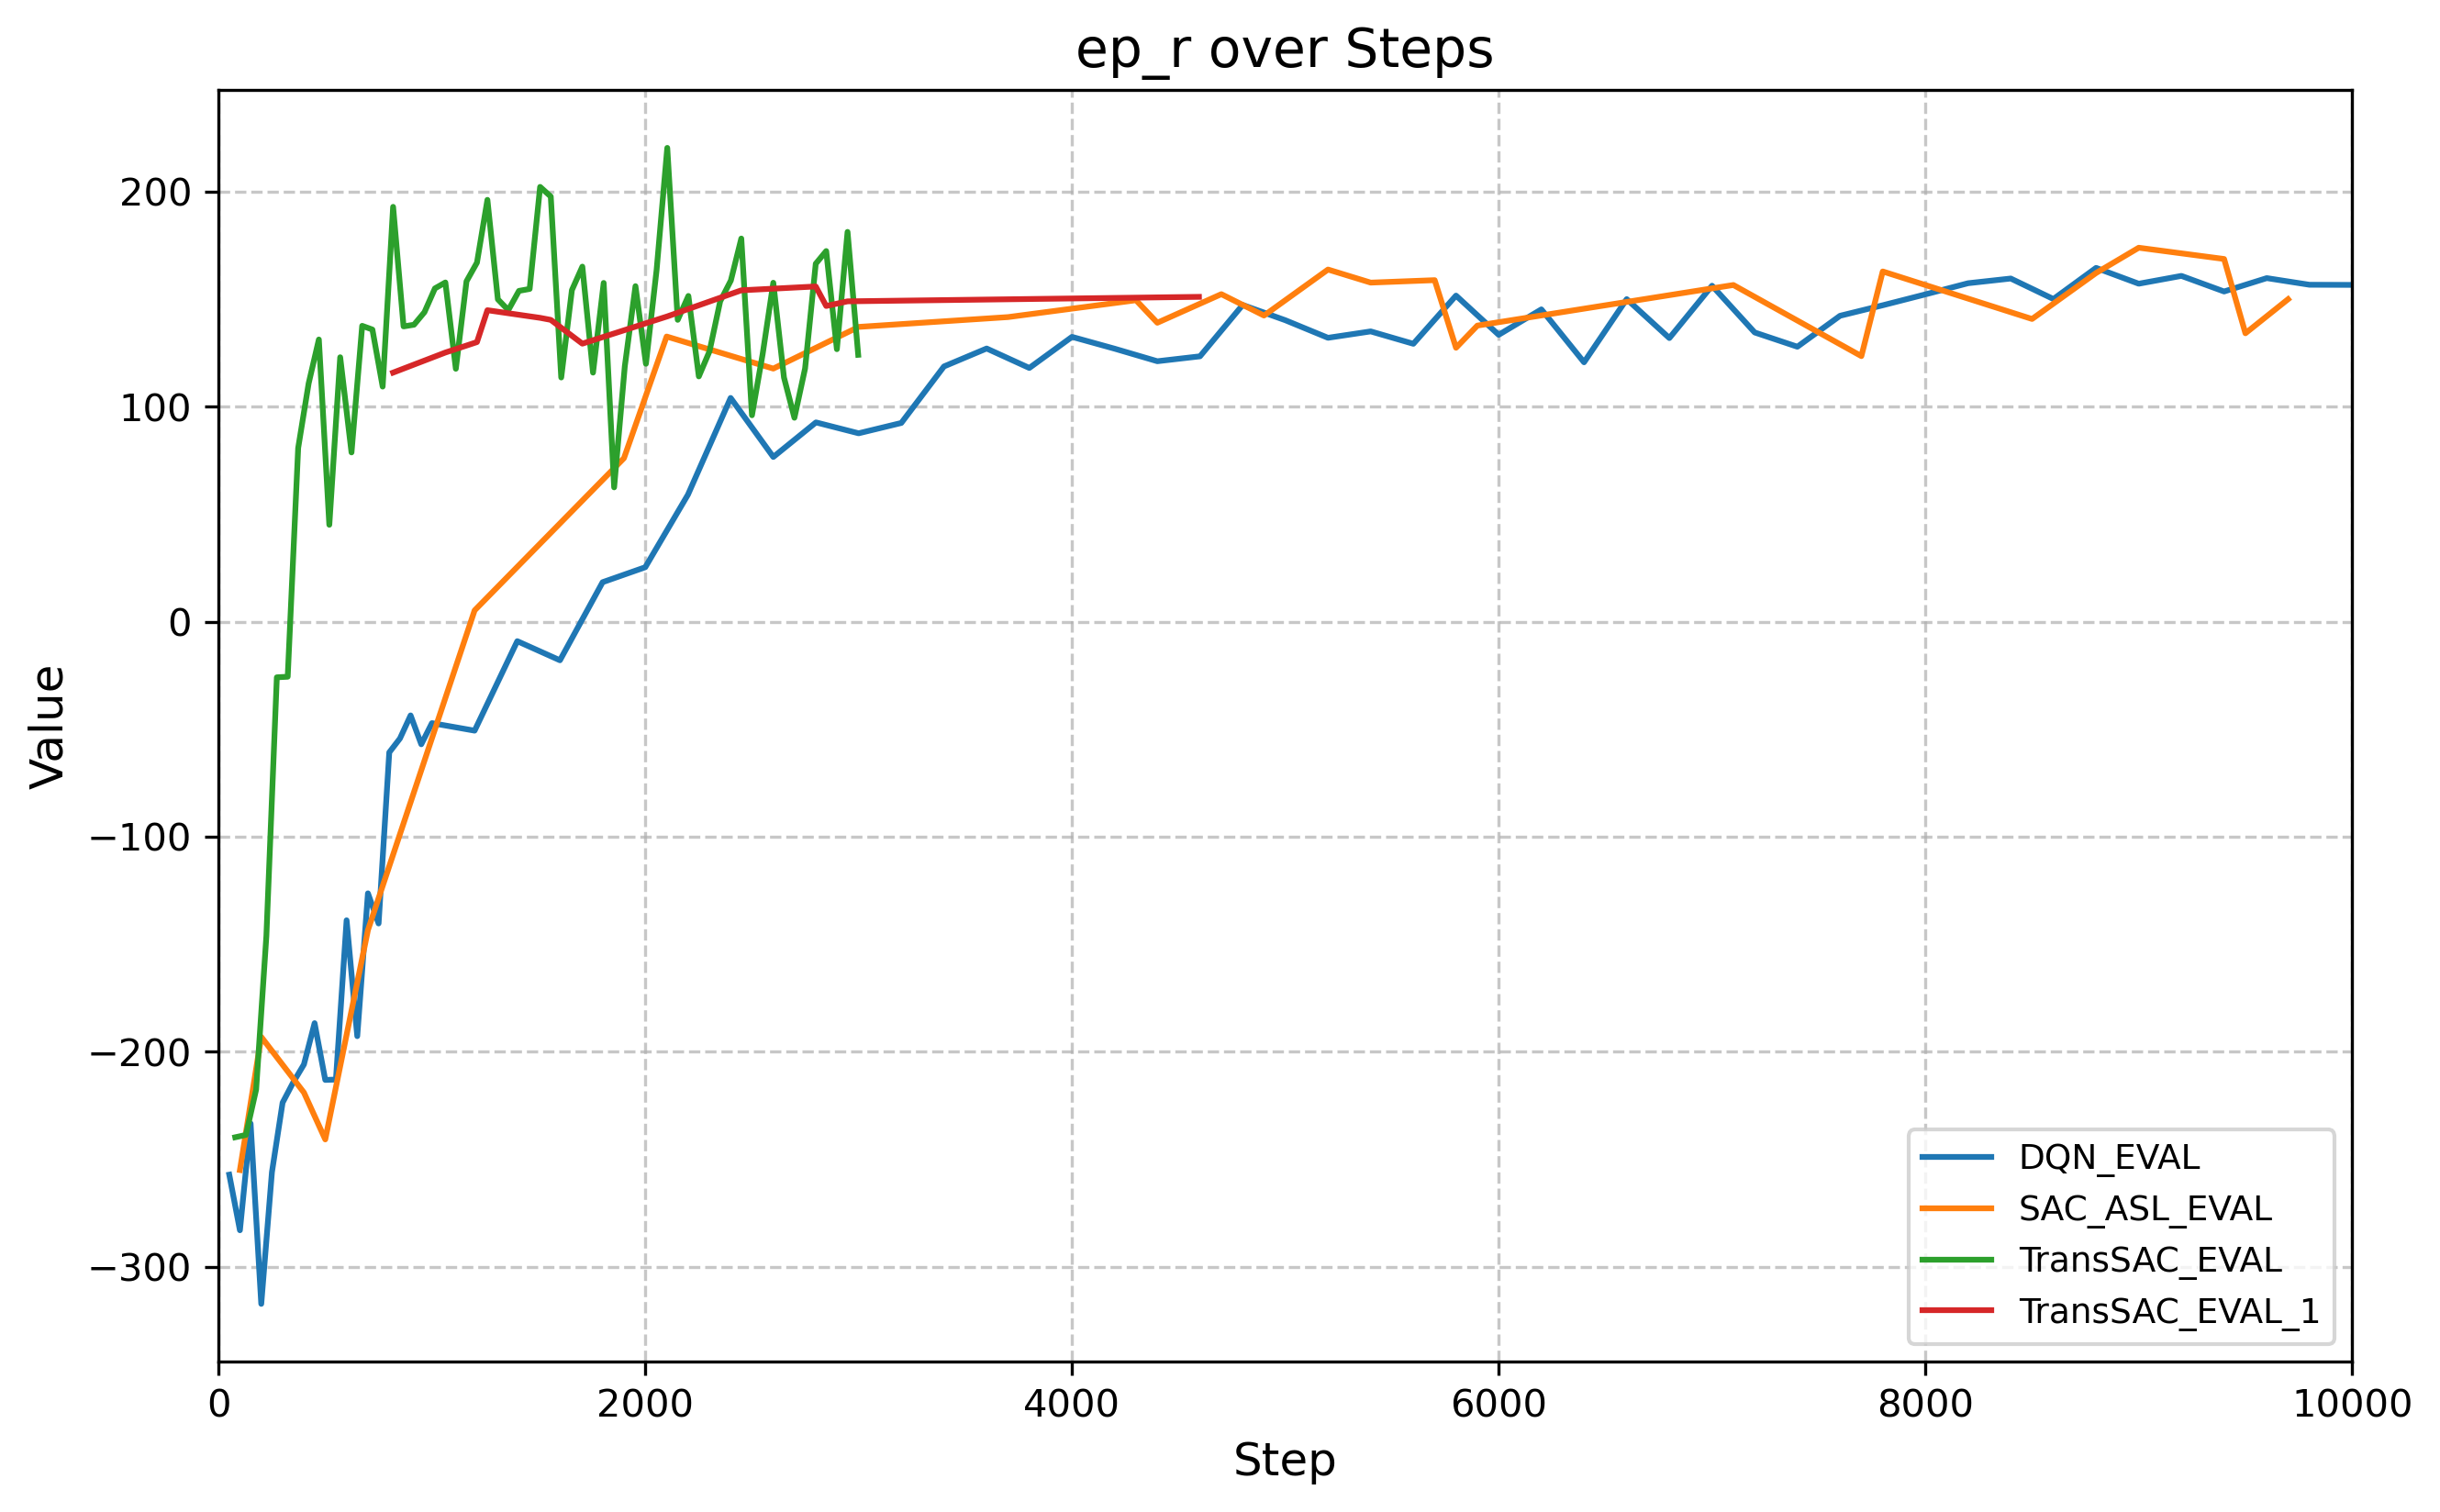 ep_r over Steps
200
100
0
−100
−200
−300
Value
0
2000
4000
6000
8000
10000
Step
DQN_EVAL
SAC_ASL_EVAL
TransSAC_EVAL
TransSAC_EVAL_1